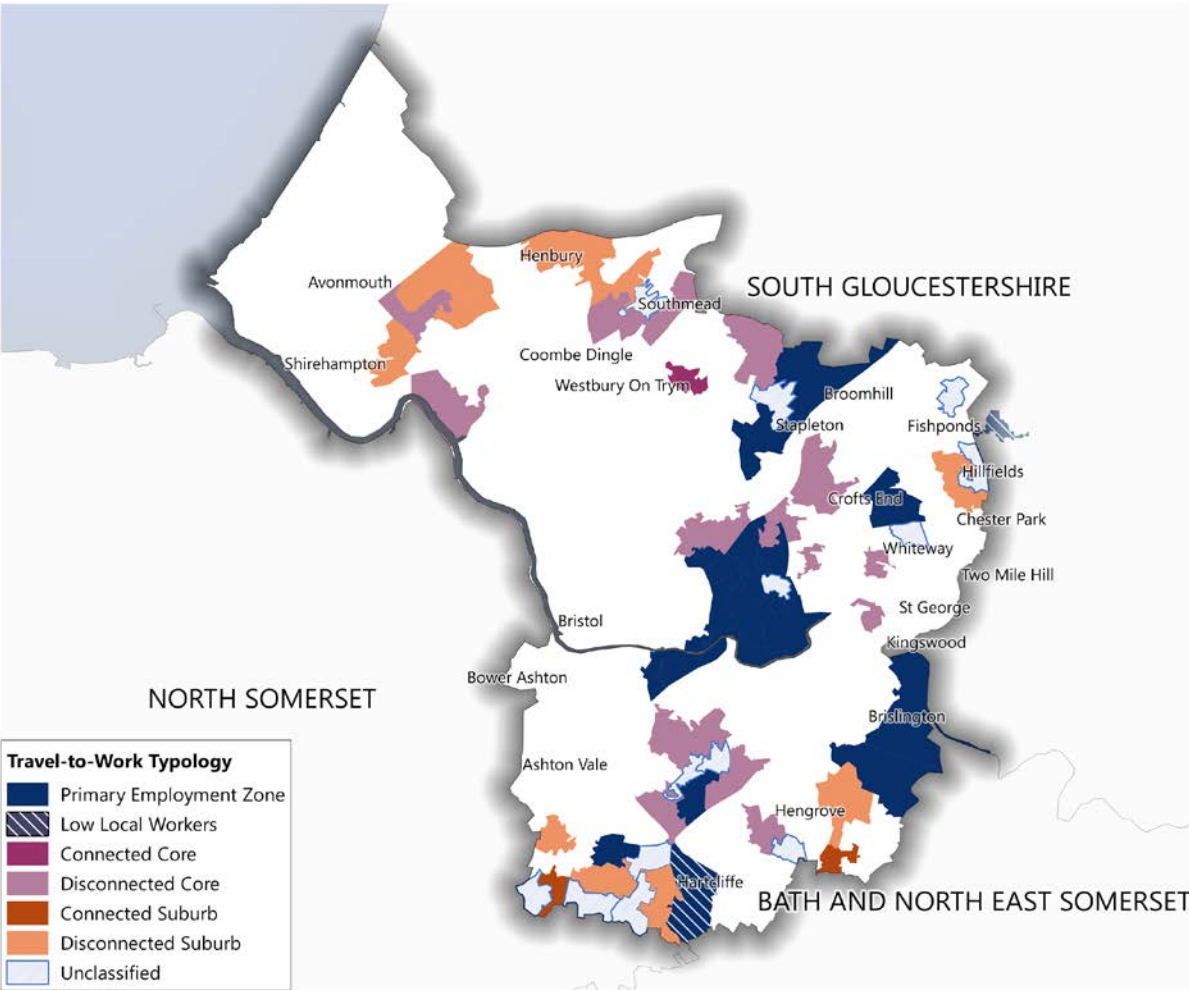 Henbury
SOUTH GLOUCESTERSHIRE
Avonmouth
Southmead
Coombe Dingle
Shirehampton
Westbury On Trym
Broomhill
Stapleton
Fishponds
Hillfields
Crofts End
Chester Park
Whiteway
Two Mile Hill
St George
Bristol
Kingswood
Bower Ashton
NORTH SOMERSET
Brislington
Ashton Vale
Hengrove
Hartcliffe
BATH AND NORTH EAST SOMERSET
Travel-to-Work Typology
Primary Employment Zone
Low Local Workers
Connected Core
Disconnected Core
Connected Suburb
Disconnected Suburb
Unclassified